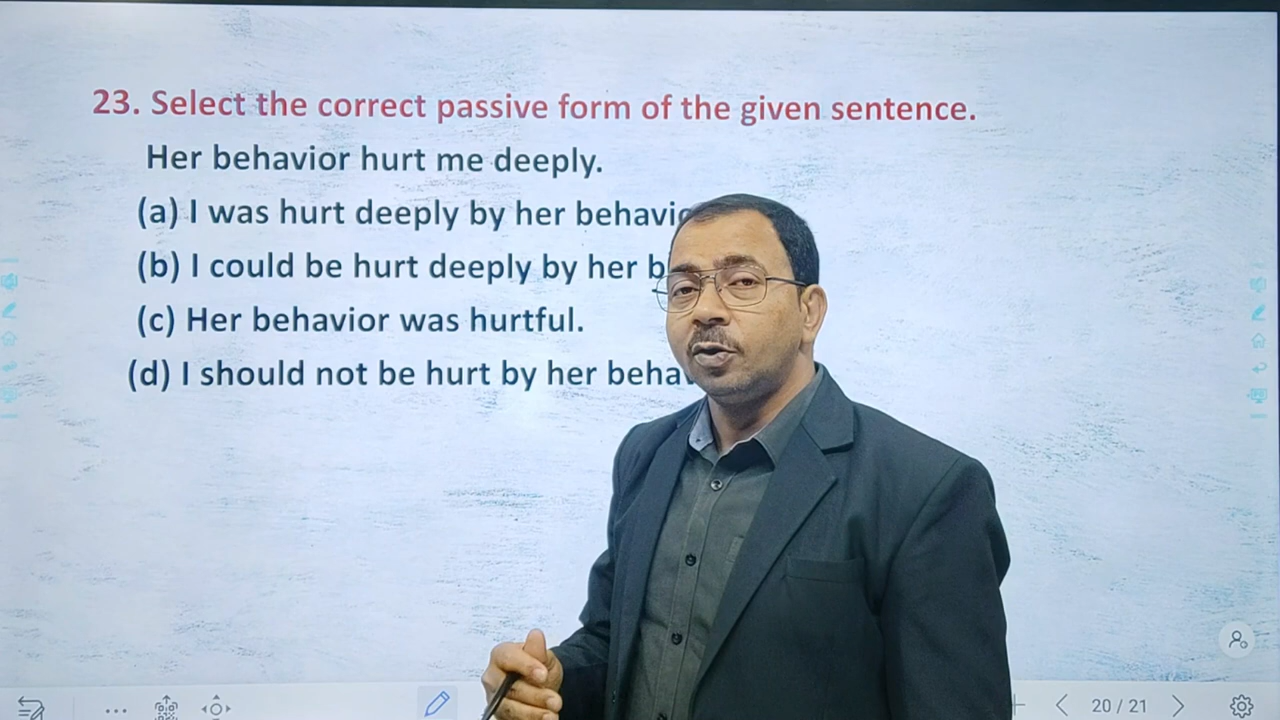 23. Select the correct passive form of the given sentence.
Her behavior hurt me deeply.
(a) I was hurt deeply by her
(b) I could be hurt deeply by her
(c) Her behavior was hurtful.
(d) I should not be hurt by her
20 / 21